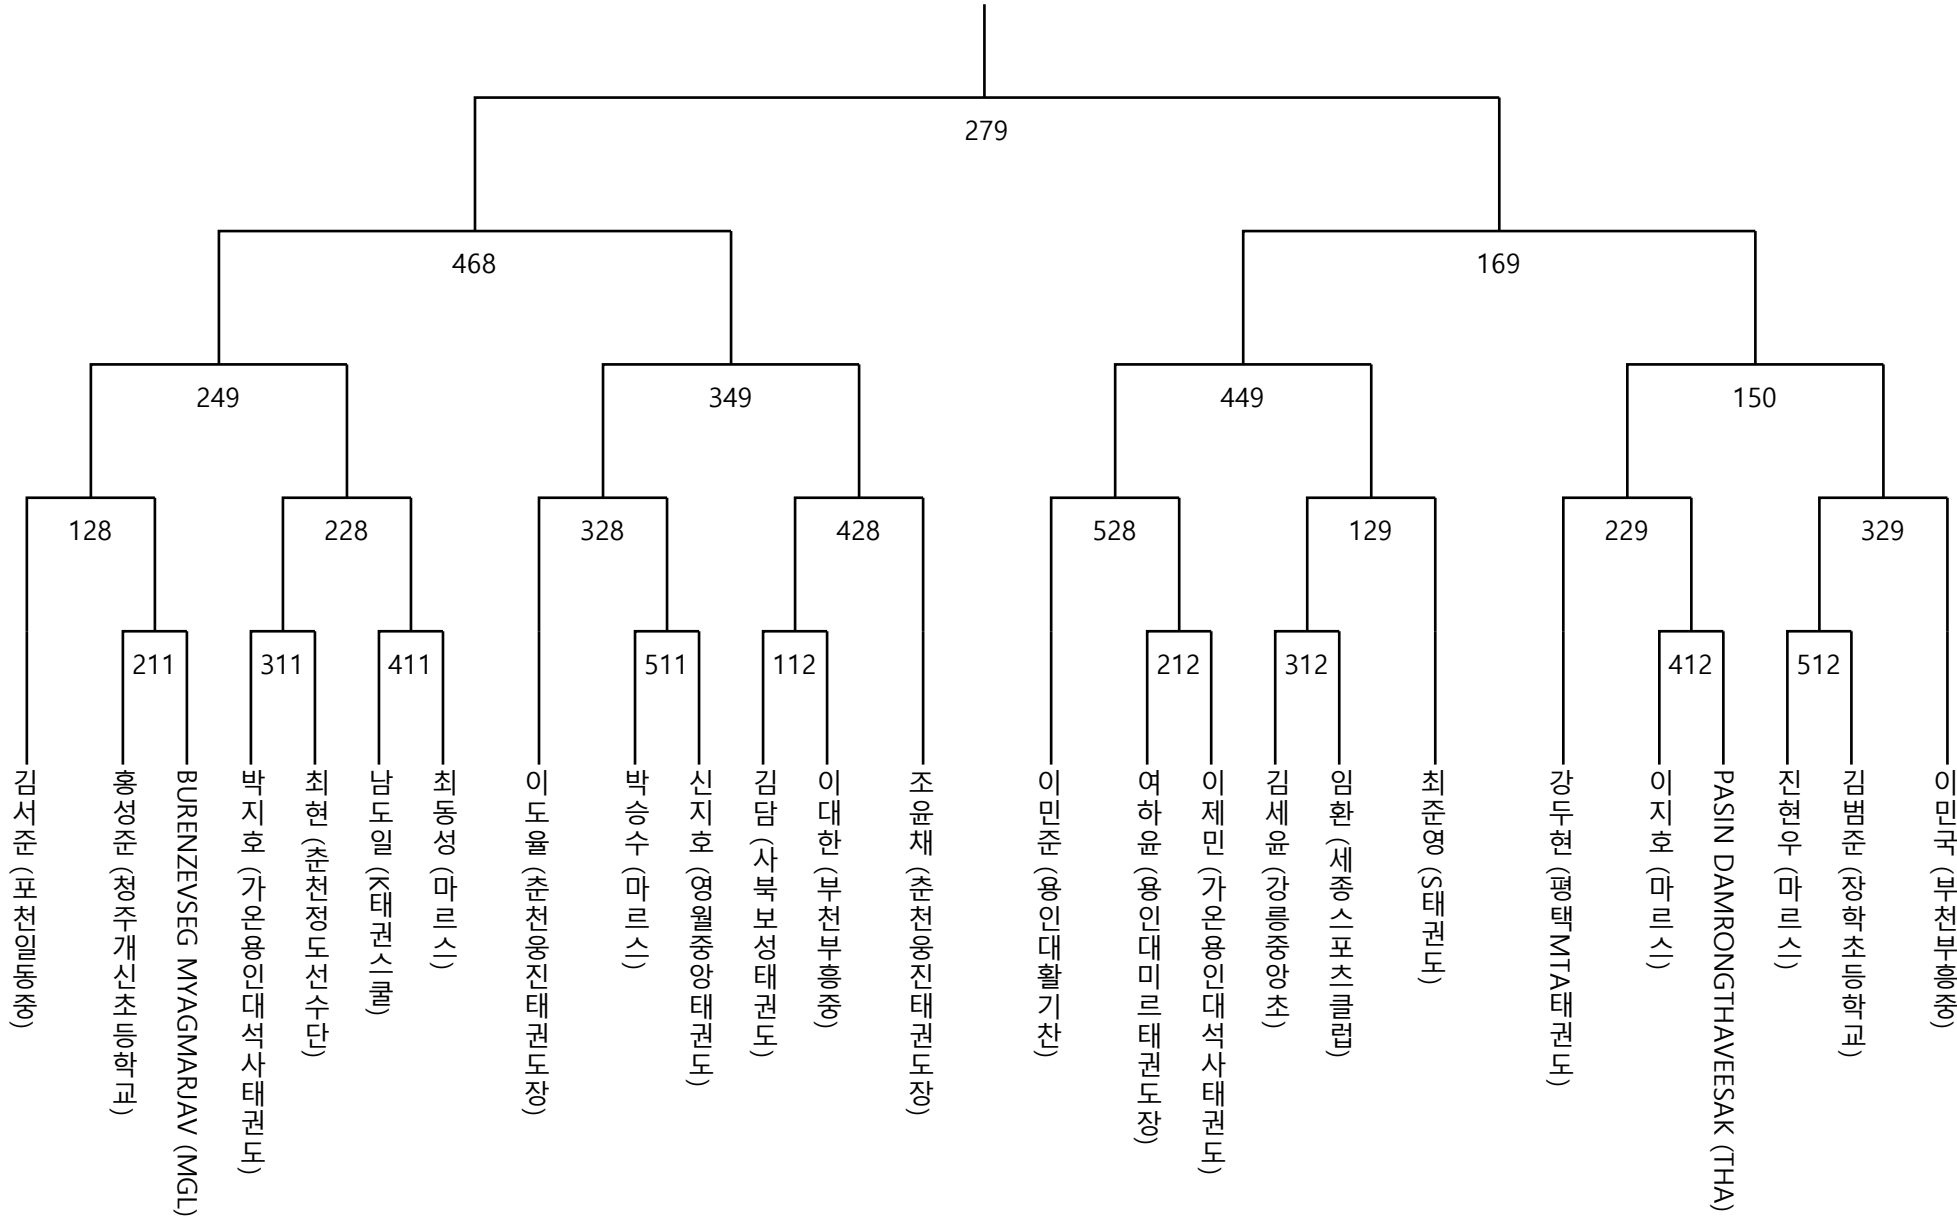 279
468 169
249 349 449 150
128 228 328 428 528 129 229 329
211 311 411 511 112 212 312 412 512
김서준 (포천일동중)
홍성준 (청주개신초등학교)
BURENZEVSEG MYAGMARJAV (MGL)
박지호 (가온용인대석사태권도)
최현 (춘천정도선수단)
남도일 (K태권스쿨)
최동성 (마르스)
이도율 (춘천웅진태권도장)
박승수 (마르스)
신지호 (영월중앙태권도)
김담 (사북보성태권도)
이대한 (부천부흥중)
조윤채 (춘천웅진태권도장)
이민준 (용인대활기찬)
여하윤 (용인대미르태권도장)
이제민 (가온용인대석사태권도)
김세윤 (강릉중앙초)
임환 (세종스포츠클럽)
최준영 (S태권도)
강두현 (평택MTA태권도)
이지호 (마르스)
PASIN DAMRONGTHAVEESAK (THA)
진현우 (마르스)
김범준 (장학초등학교)
이민국 (부천부흥중)